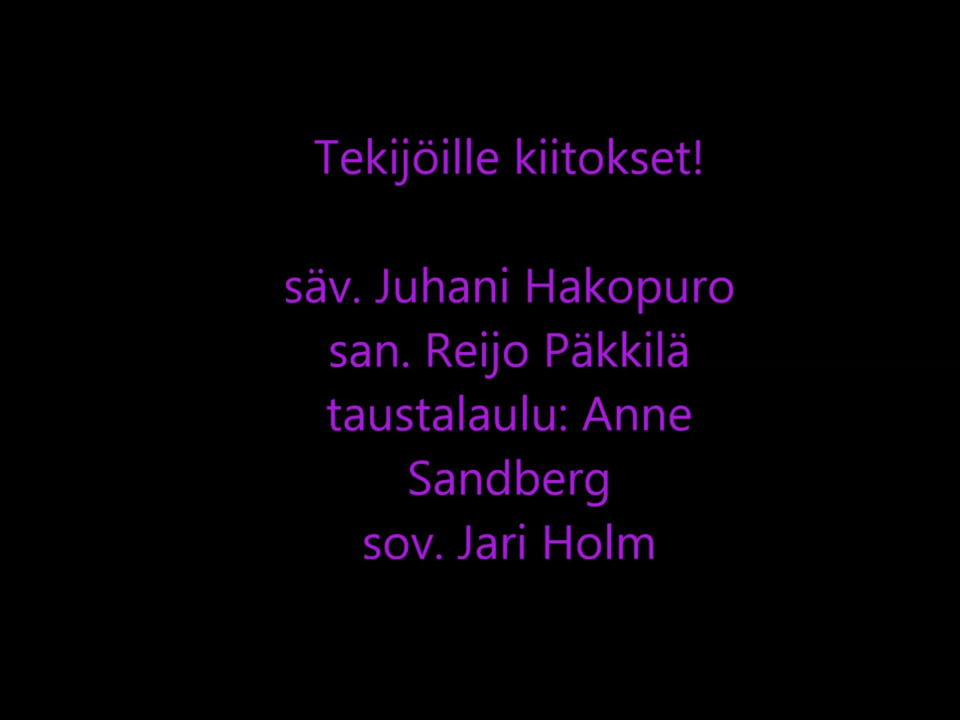 Tekijöille kiitokset!
säv. Juhani Hakopuro
san. Reijo Päkkilä
taustalaulu: Anne
Sandberg
sov. Jari Holm